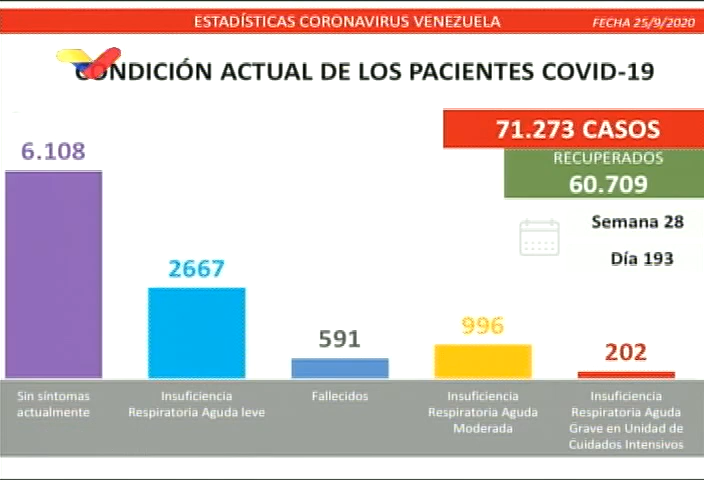 ESTADÍSTICAS CORONAVIRUS VENEZUELA
FECHA 25/9/2020
CONDICIÓN ACTUAL DE LOS PACIENTES COVID-19
71.273 CASOS
RECUPERADOS
60.709
Semana 28
Día 193
6.108
2667
591
996
202
Sin síntomas
actualmente
Insuficiencia
Respiratoria Aguda leve
Fallecidos
Insuficiencia
Respiratoria Aguda
Moderada
Insuficiencia
Respiratoria Aguda
Grave en Unidad de
Cuidados Intensivos